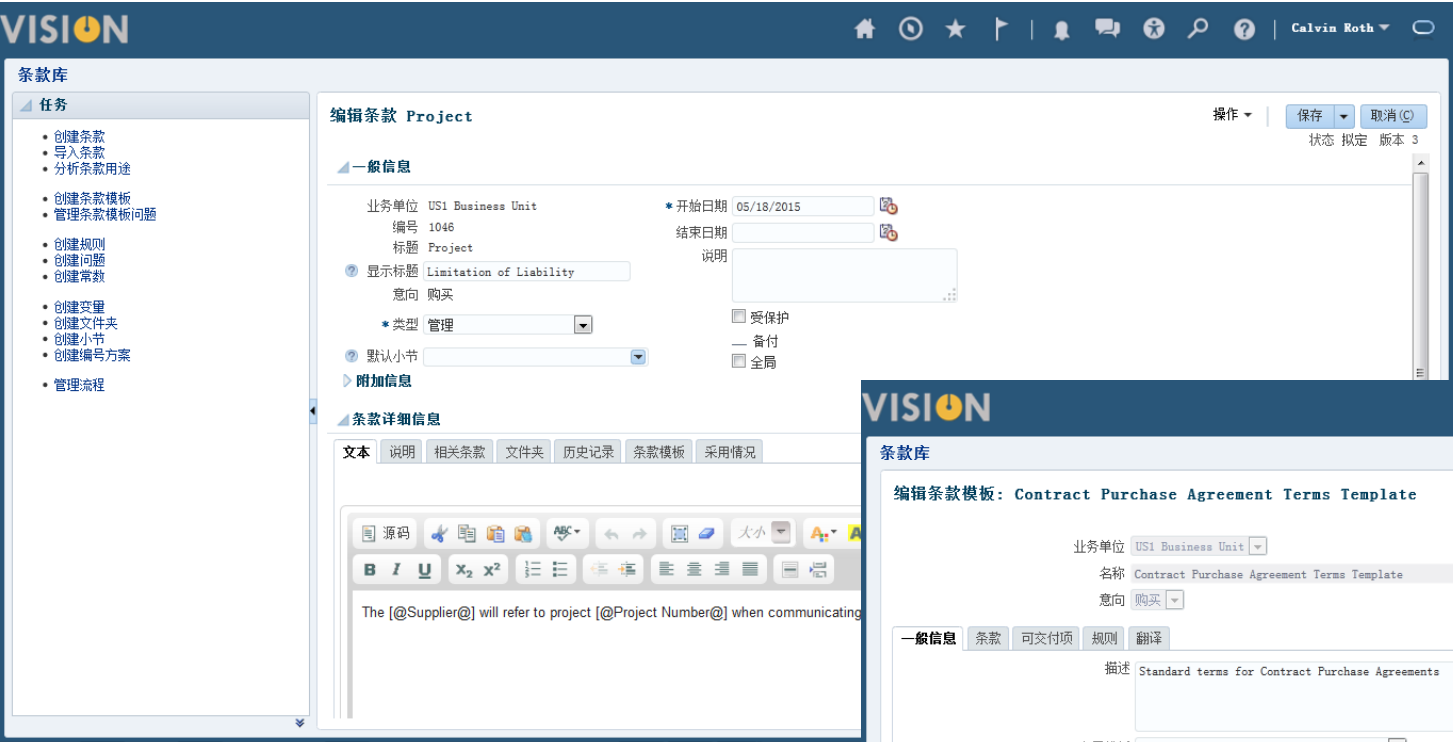 VISION
Calvin Roth
条款库
任务
创建条款
导入条款
分析条款用途
创建条款模板
管理条款模板问题
创建规则
创建问题
创建常数
创建变量
创建文件夹
创建小节
创建编号方案
管理流程
编辑条款 Project
操作
保存
取消(C)
状态 拟定 版本 3
一般信息
业务单位 US1 Business Unit
编号 1046
标题 Project
显示标题 Limitation of Liability
意向 购买
* 类型 管理
默认小节
* 开始日期 05/18/2015
结束日期
说明
受保护
备付
全局
附加信息
条款详细信息
文本 说明 相关条款 文件夹 历史记录 条款模板 采用情况
源码 ABC 大小 A A
B I U X₂ X²
The [@Supplier@] will refer to project [@Project Number@] when communicating
VISION
条款库
编辑条款模板: Contract Purchase Agreement Terms Template
业务单位 US1 Business Unit
名称 Contract Purchase Agreement Terms Template
意向 购买
一般信息 条款 可交付项 规则 翻译
描述 Standard terms for Contract Purchase Agreements